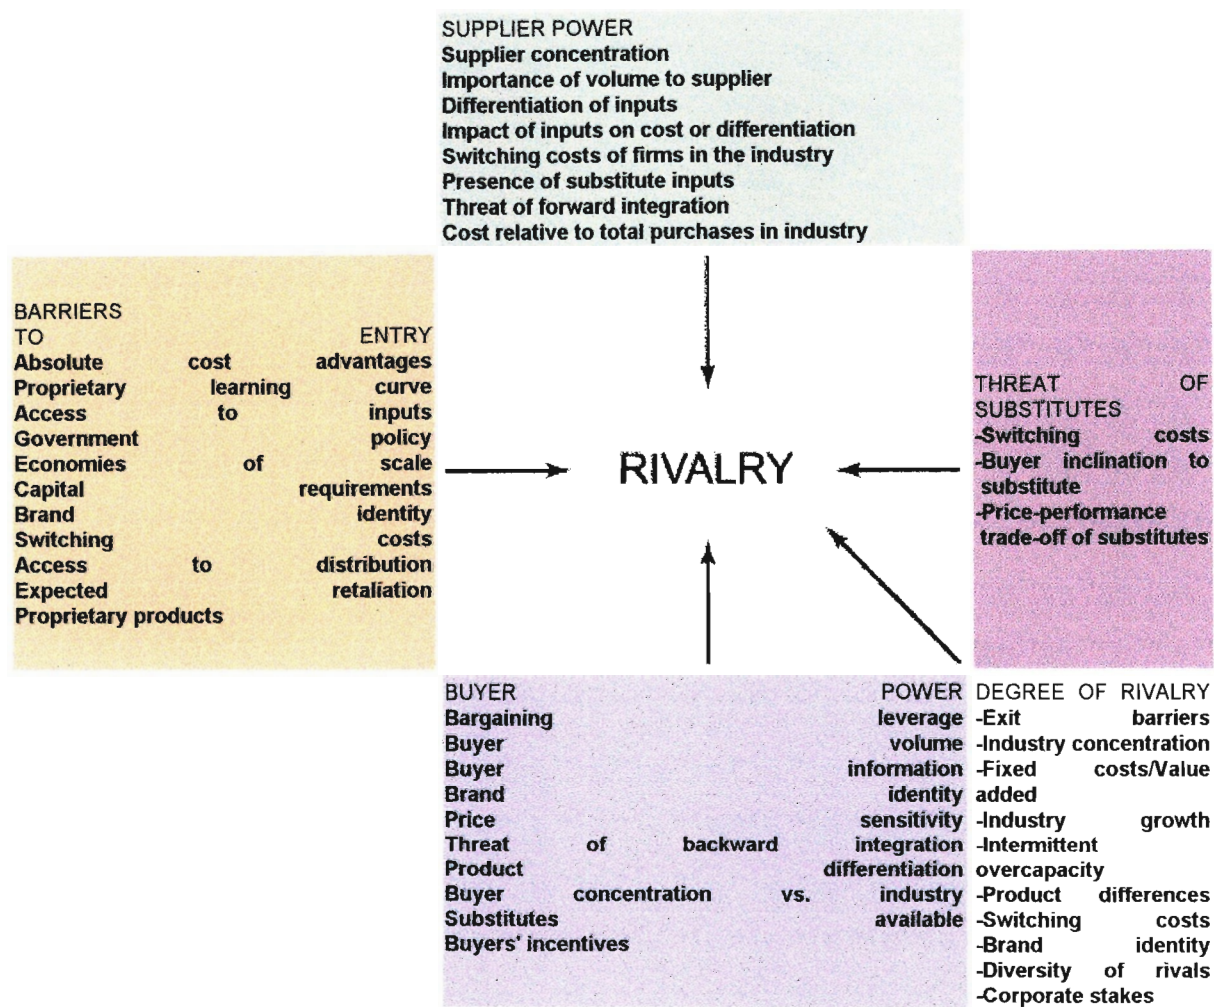 SUPPLIER POWER
Supplier concentration
Importance of volume to supplier
Differentiation of inputs
Impact of inputs on cost or differentiation
Switching costs of firms in the industry
Presence of substitute inputs
Threat of forward integration
Cost relative to total purchases in industry
BARRIERS
TO ENTRY
Absolute cost advantages
Proprietary learning curve
Access to inputs
Government policy
Economies of scale
Capital requirements
Brand identity
Switching costs
Access to distribution
Expected retaliation
Proprietary products
RIVALRY
THREAT OF
SUBSTITUTES
-Switching costs
-Buyer inclination to
substitute
-Price-performance
trade-off of substitutes
BUYER POWER
Bargaining leverage
Buyer volume
Buyer information
Brand identity
Price sensitivity
Threat of backward integration
Product differentiation
Buyer concentration vs. industry
Substitutes available
Buyers' incentives
DEGREE OF RIVALRY
-Exit barriers
-Industry concentration
-Fixed costs/Value
added
-Industry growth
-Intermittent
overcapacity
-Product differences
-Switching costs
-Brand identity
-Diversity of rivals
-Corporate stakes